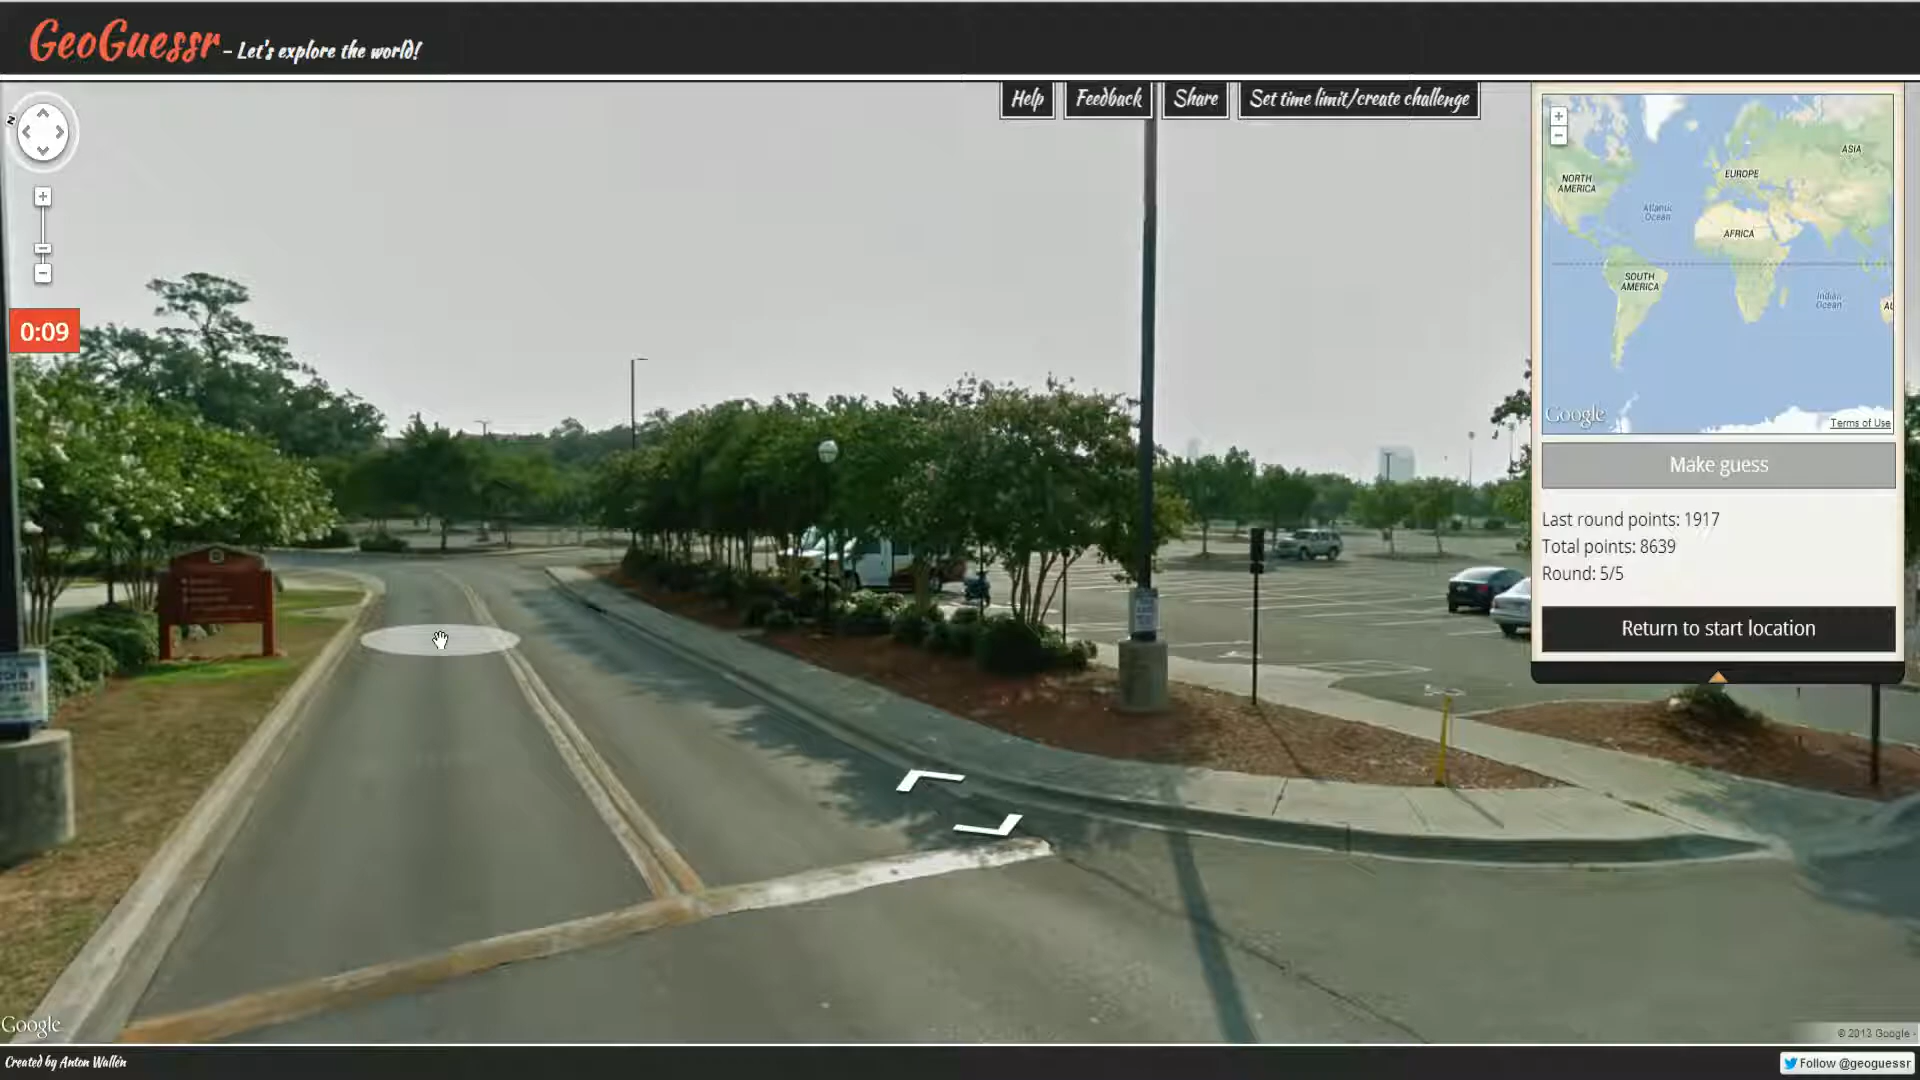 GeoGuessr - Let's explore the world!
Help
Feedback
Share
Set time limit/create challenge
N
0:09
NORTH
AMERICA
Atlantic
Ocean
EUROPE
ASIA
AFRICA
SOUTH
AMERICA
Indian
Ocean
AU
Google
Terms of Use
Make guess
Last round points: 1917
Total points: 8639
Round: 5/5
Return to start location
Google
© 2013 Google -
Created by Anton Wallén
Follow @geoguessr